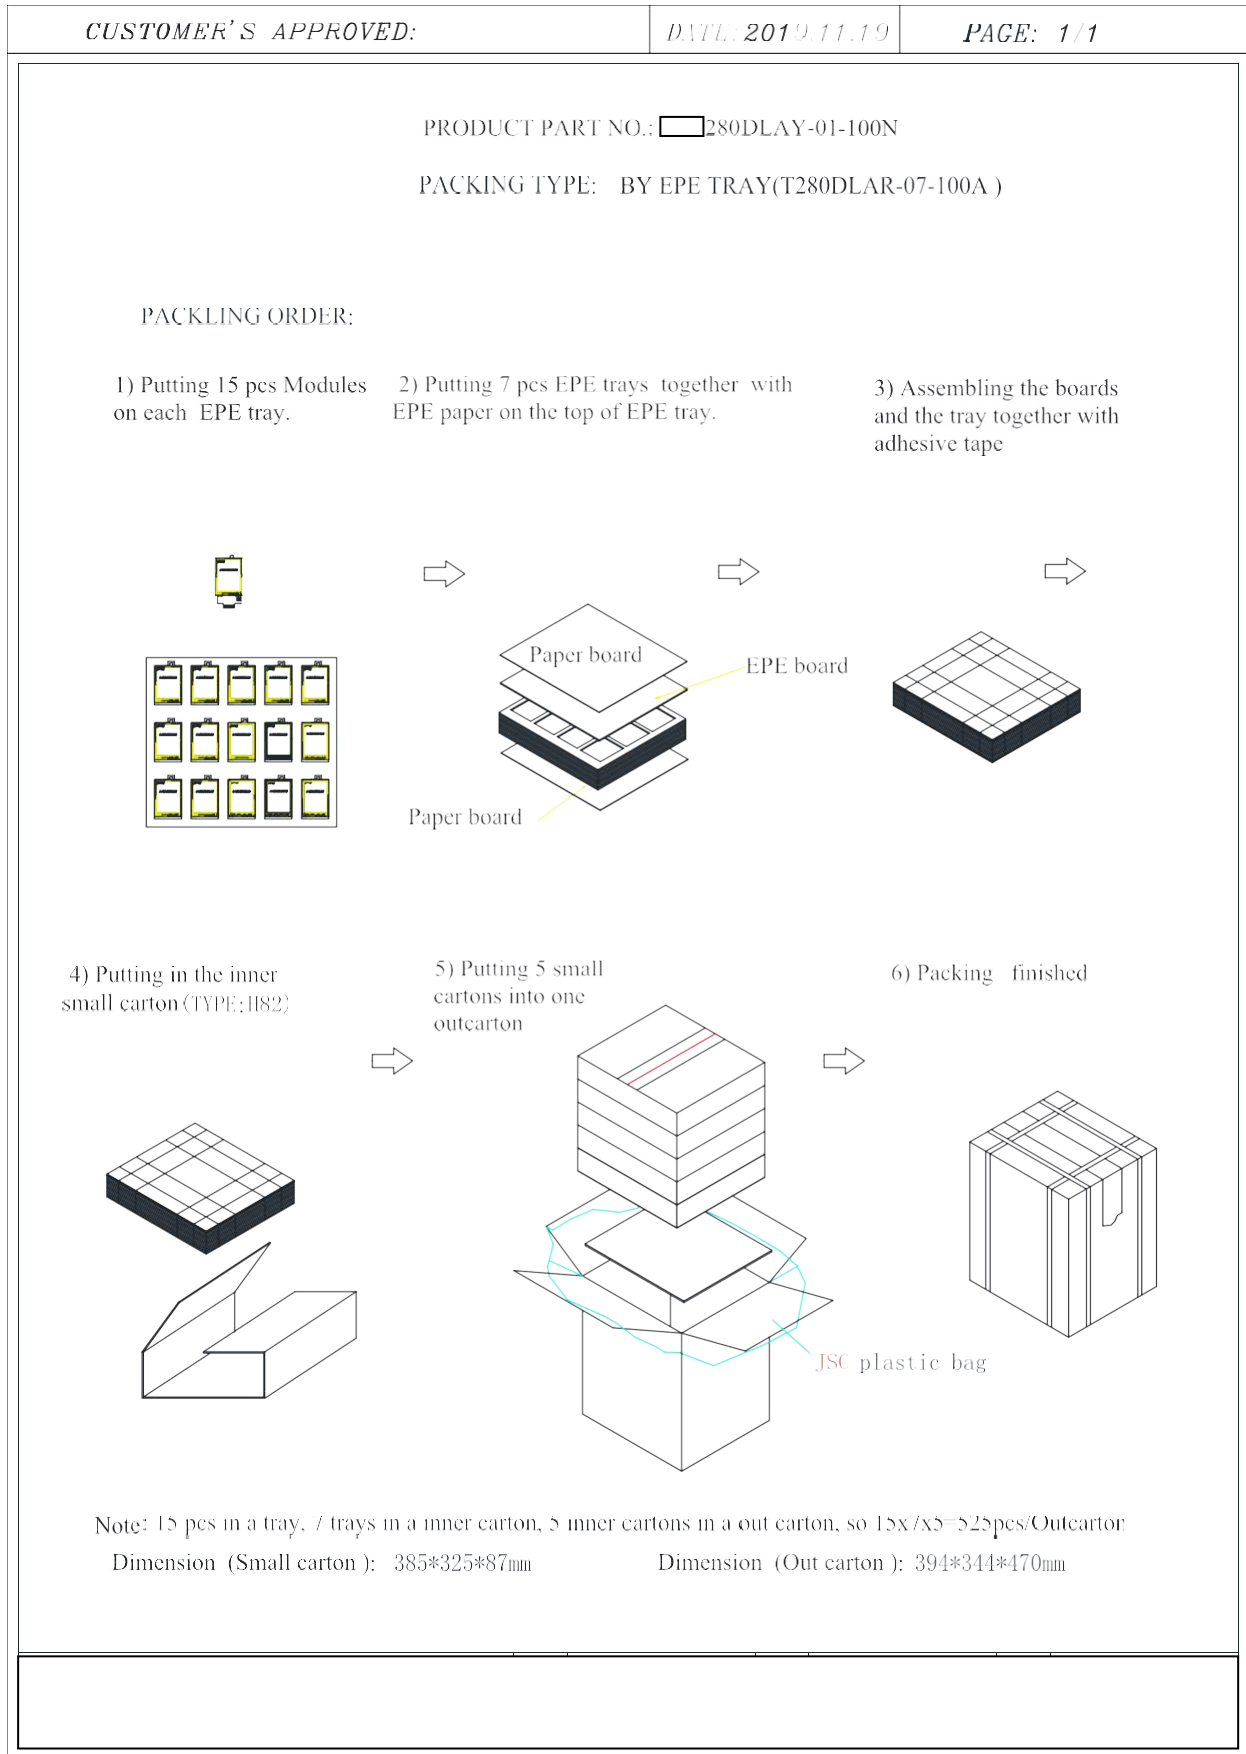 CUSTOMER'S APPROVED:
DATE: 2019.11.19
PAGE: 1/1
PRODUCT PART NO.: 280DLAY-01-100N
PACKING TYPE: BY EPE TRAY(T280DLAR-07-100A )
PACKLING ORDER:
1) Putting 15 pcs Modules
on each EPE tray.
2) Putting 7 pcs EPE trays together with
EPE paper on the top of EPE tray.
3) Assembling the boards
and the tray together with
adhesive tape
Paper board
EPE board
Paper board
4) Putting in the inner
small carton (TYPE:H82)
5) Putting 5 small
cartons into one
outcarton
6) Packing finished
JSC plastic bag
Note: 15 pcs in a tray, 7 trays in a inner carton, 5 inner cartons in a out carton, so 15x7x5=525pcs/Outcarton
Dimension (Small carton ): 385*325*87mm
Dimension (Out carton ): 394*344*470mm